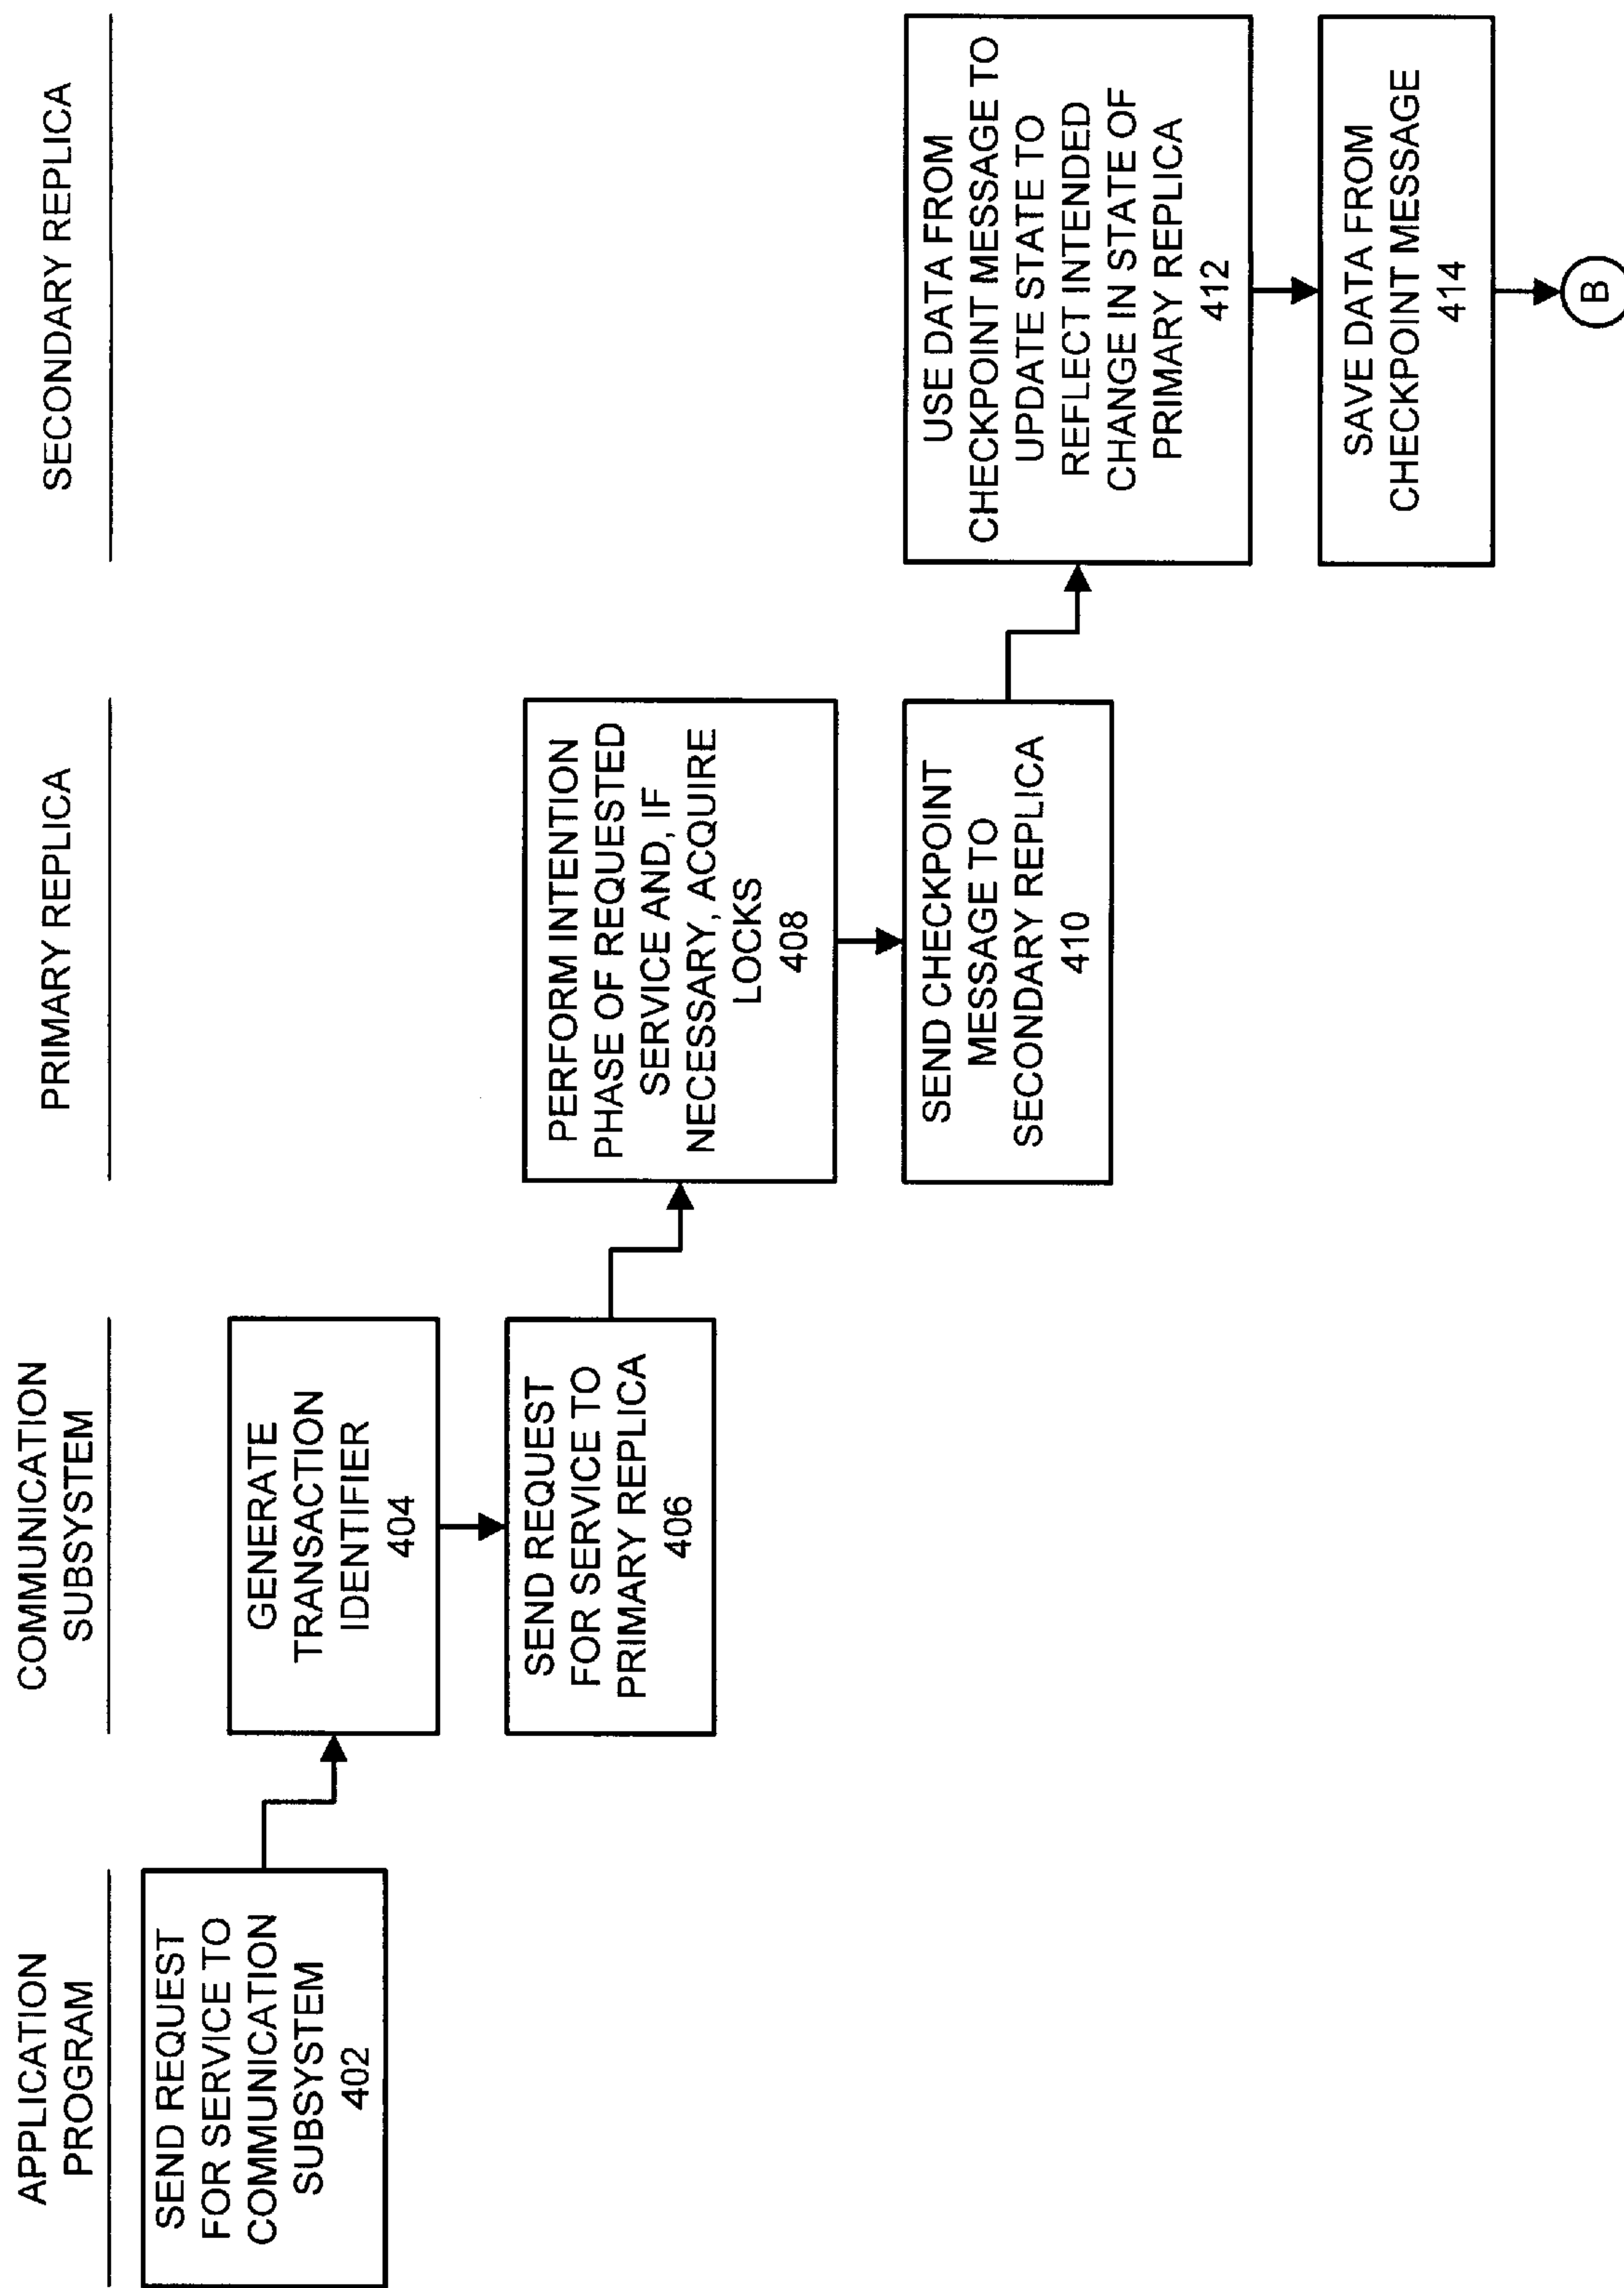 APPLICATION
PROGRAM
COMMUNICATION
SUBSYSTEM
PRIMARY REPLICA
SECONDARY REPLICA
SEND REQUEST
FOR SERVICE TO
COMMUNICATION
SUBSYSTEM
402
GENERATE
TRANSACTION
IDENTIFIER
404
SEND REQUEST
FOR SERVICE TO
PRIMARY REPLICA
406
PERFORM INTENTION
PHASE OF REQUESTED
SERVICE AND, IF
NECESSARY, ACQUIRE
LOCKS
408
SEND CHECKPOINT
MESSAGE TO
SECONDARY REPLICA
410
USE DATA FROM
CHECKPOINT MESSAGE TO
UPDATE STATE TO
REFLECT INTENDED
CHANGE IN STATE OF
PRIMARY REPLICA
412
SAVE DATA FROM
CHECKPOINT MESSAGE
414
B